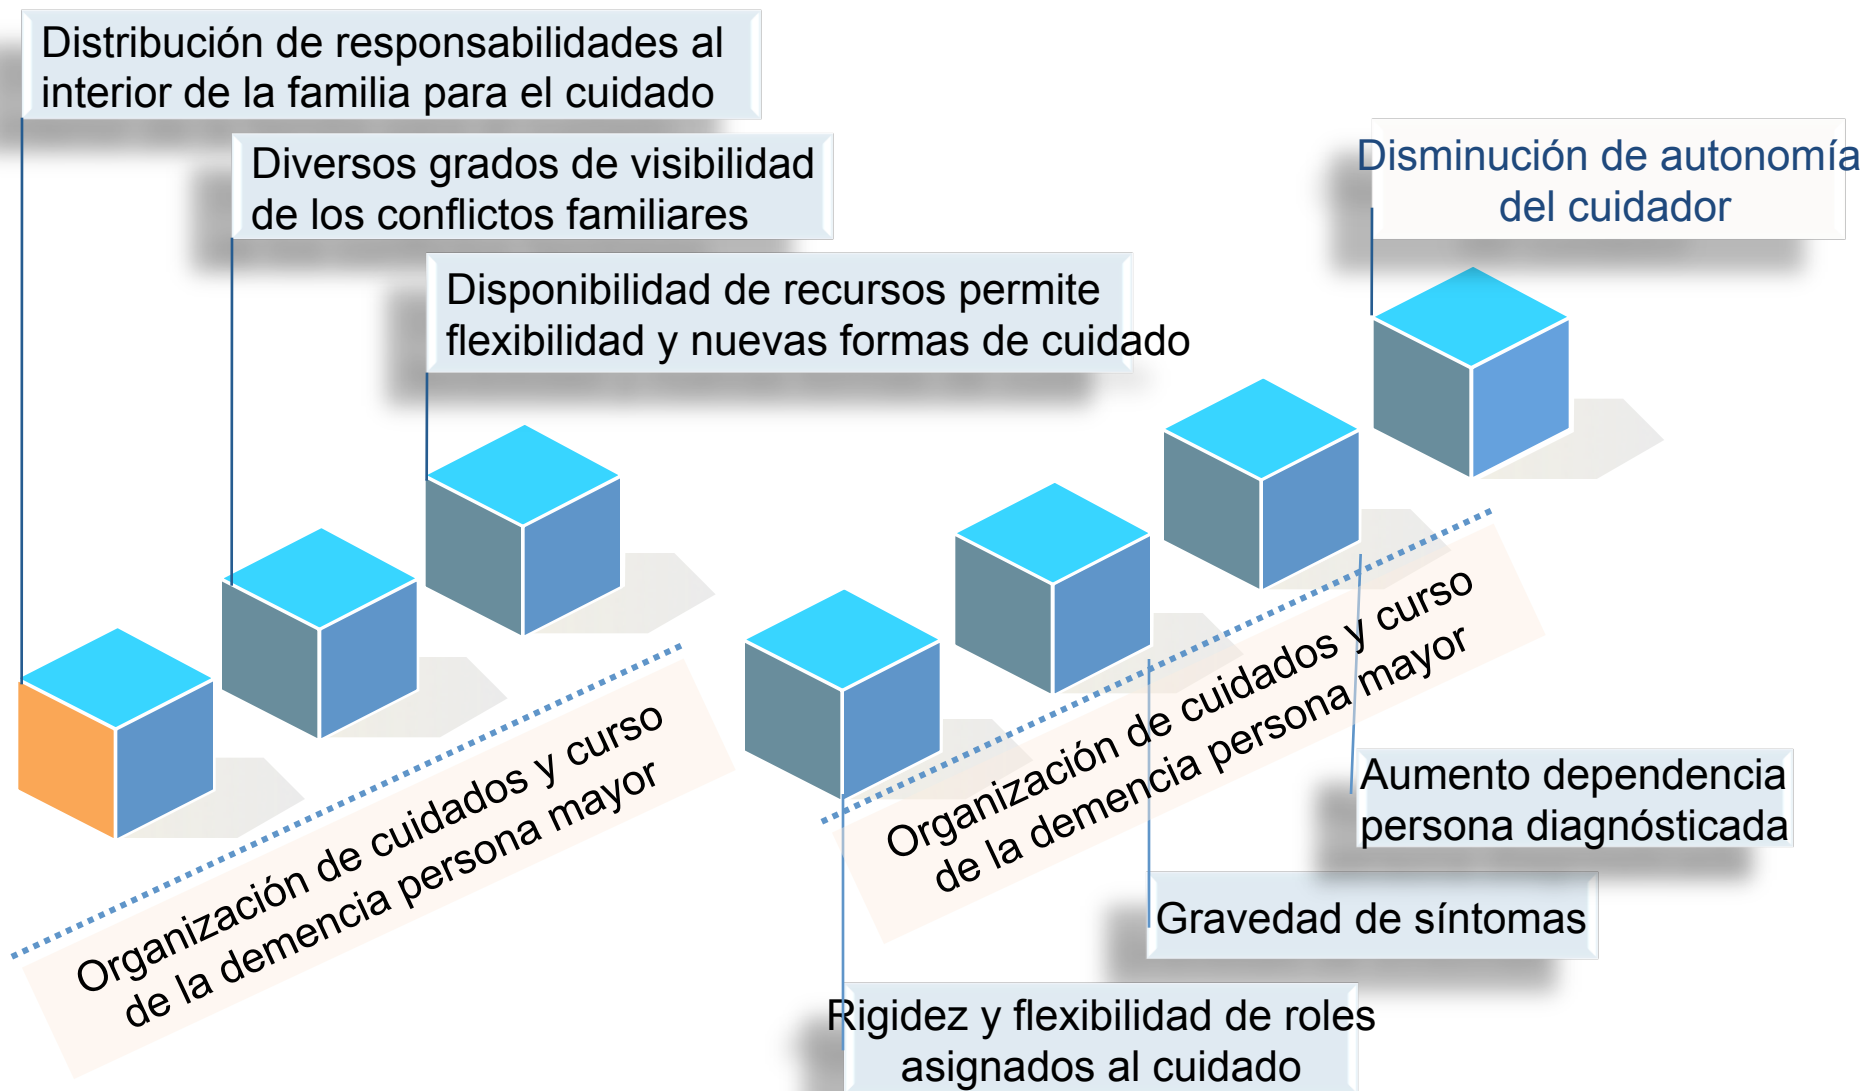 Distribución de responsabilidades al
interior de la familia para el cuidado
Diversos grados de visibilidad
de los conflictos familiares
Disponibilidad de recursos permite
flexibilidad y nuevas formas de cuidado
Disminución de autonomía
del cuidador
Organización de cuidados y curso
de la demencia persona mayor
Organización de cuidados y curso
de la demencia persona mayor
Aumento dependencia
persona diagnósticada
Gravedad de síntomas
Rigidez y flexibilidad de roles
asignados al cuidado